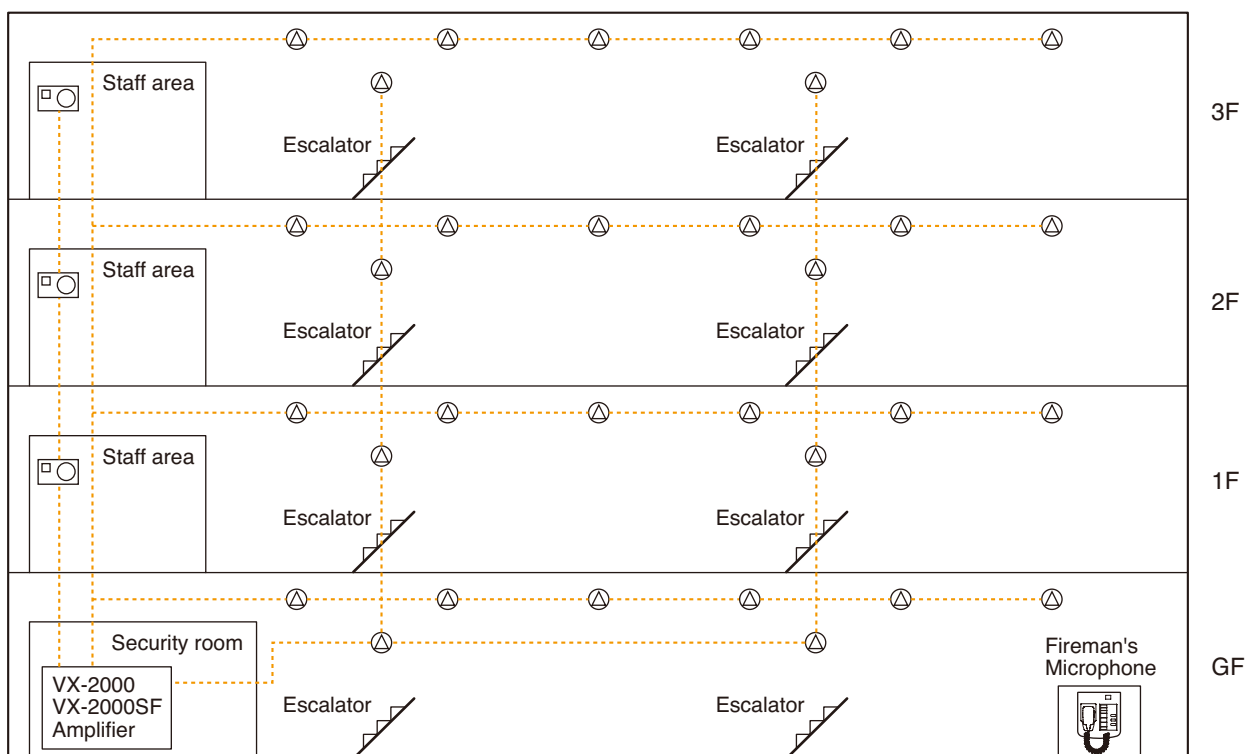 Staff area
Escalator
Escalator
3F
Staff area
Escalator
Escalator
2F
Staff area
Escalator
Escalator
1F
Security room
VX-2000
VX-2000SF
Amplifier
Escalator
Escalator
Fireman's
Microphone
GF